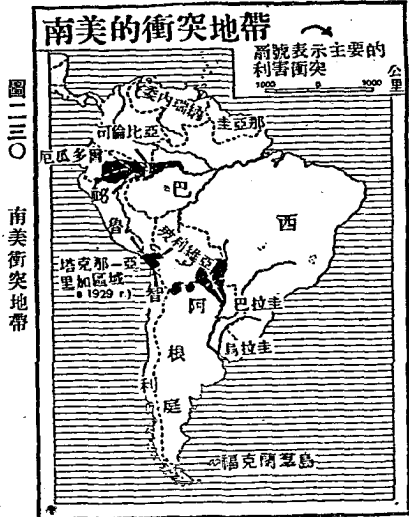 南美的衝突地帶
箭號表示主要的
利害衝突
公里
1000 0 1000
委內瑞拉
圭亞那
可倫比亞
厄瓜多爾
巴
西
祕
魯
玻利維亞
塔克那—亞
里加區域
1929 г.)
智
利
阿
根
庭
巴拉圭
烏拉圭
福克蘭羣島
圖二三〇 南美衝突地帶